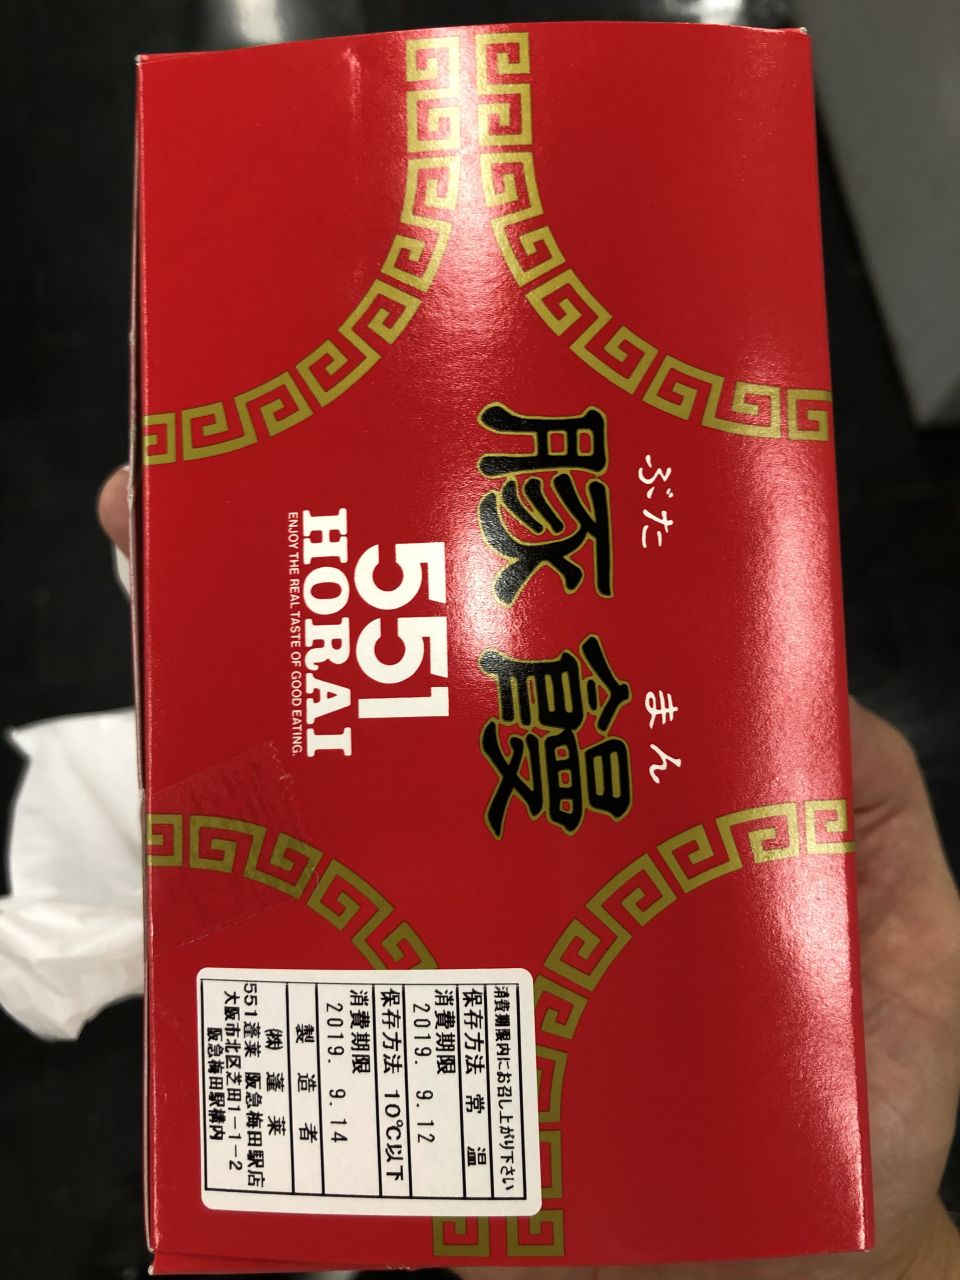 ぶた まん
豚饅
551
HORAI
ENJOY THE REAL TASTE OF GOOD EATING.
消費期限内にお召し上がり下さい
保存方法 常 温
消費期限
2019. 9.12
保存方法 10℃以下
消費期限
2019. 9.14
製 造 者
㈱ 蓬 莱
551蓬莱 阪急梅田駅店
大阪市北区芝田1-1-2
阪急梅田駅構内